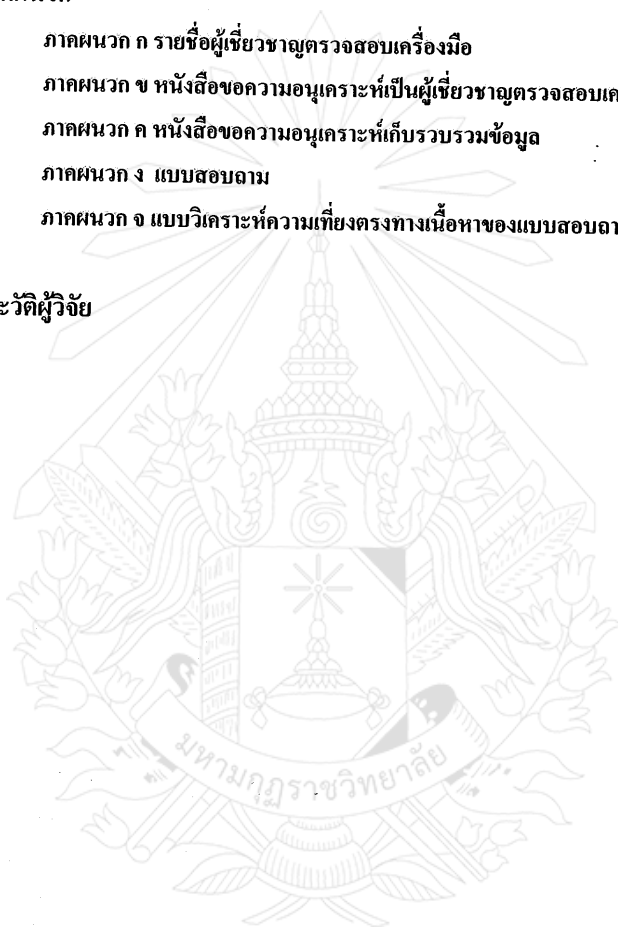 ภาคผนวก ก รายชื่อผู้เชี่ยวชาญตรวจสอบเครื่องมือ
ภาคผนวก ข หนังสือขอความอนุเคราะห์เป็นผู้เชี่ยวชาญตรวจสอบเค
ภาคผนวก ค หนังสือขอความอนุเคราะห์เก็บรวบรวมข้อมูล
ภาคผนวก ง แบบสอบถาม
ภาคผนวก จ แบบวิเคราะห์ความเที่ยงตรงทางเนื้อหาของแบบสอบถา
ะวัติผู้วิจัย
มหามกุฏราชวิทยาลัย